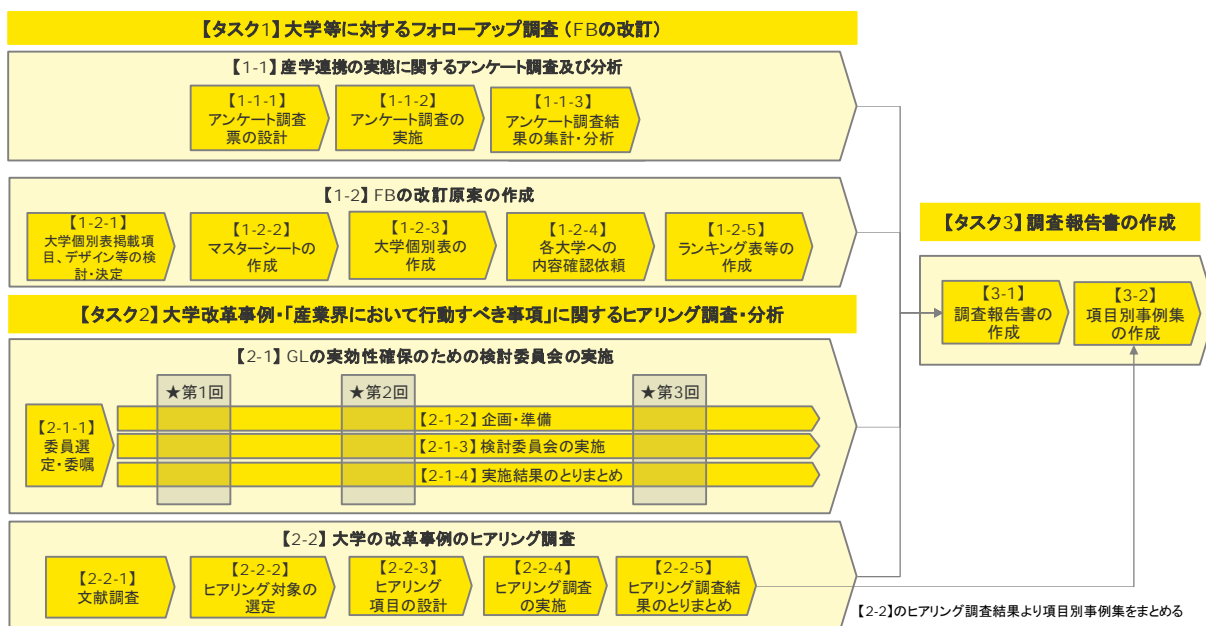 【タスク1】大学等に対するフォローアップ調査（FBの改訂）
【1-1】産学連携の実態に関するアンケート調査及び分析
【1-1-1】
アンケート調査
票の設計
【1-1-2】
アンケート調査の
実施
【1-1-3】
アンケート調査結
果の集計・分析
【1-2】FBの改訂原案の作成
【1-2-1】
大学個別表掲載項
目、デザイン等の検
討・決定
【1-2-2】
マスターシートの
作成
【1-2-3】
大学個別表の
作成
【1-2-4】
各大学への
内容確認依頼
【1-2-5】
ランキング表等の
作成
【タスク2】大学改革事例・「産業界において行動すべき事項」に関するヒアリング調査・分析
【2-1】GLの実効性確保のための検討委員会の実施
★第1回
★第2回
★第3回
【2-1-1】
委員選
定・委嘱
【2-1-2】企画・準備
【2-1-3】検討委員会の実施
【2-1-4】実施結果のとりまとめ
【2-2】大学の改革事例のヒアリング調査
【2-2-1】
文献調査
【2-2-2】
ヒアリング対象の
選定
【2-2-3】
ヒアリング
項目の設計
【2-2-4】
ヒアリング調査
の実施
【2-2-5】
ヒアリング調査結
果のとりまとめ
【タスク3】調査報告書の作成
【3-1】
調査報告書の
作成
【3-2】
項目別事例集
の作成
【2-2】のヒアリング調査結果より項目別事例集をまとめる